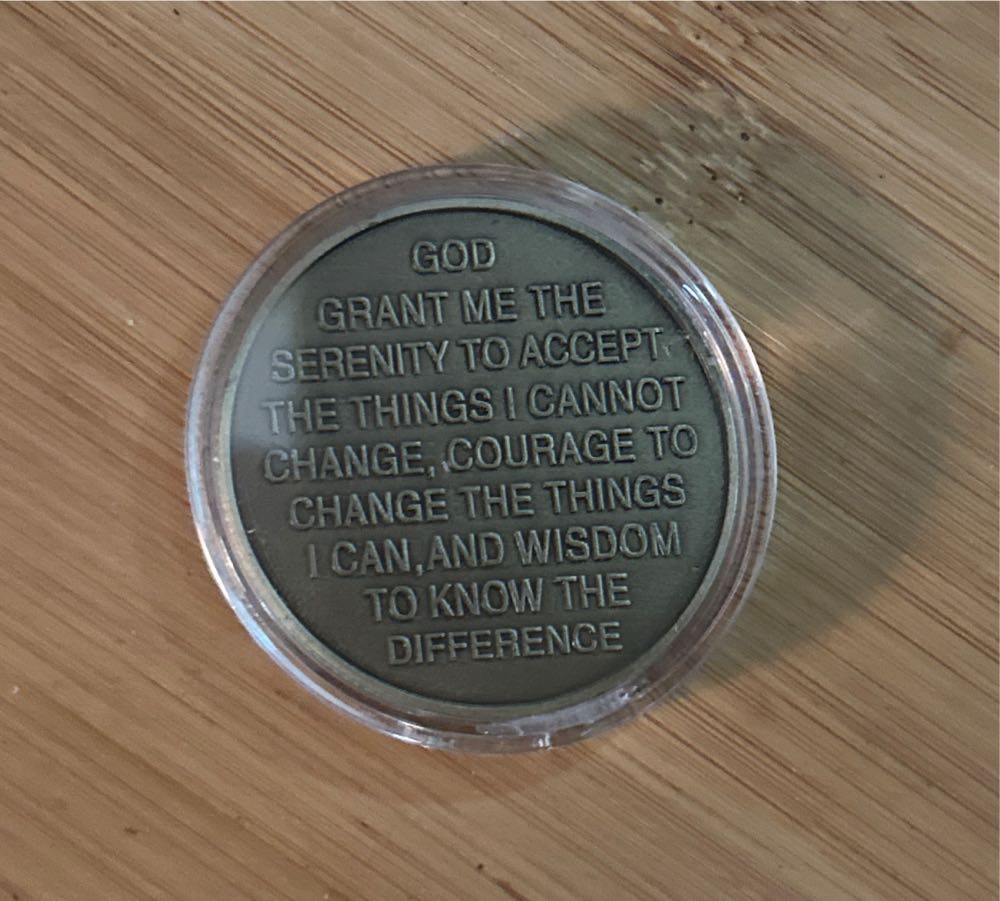 GOD
GRANT ME THE
SERENITY TO ACCEPT
THE THINGS I CANNOT
CHANGE, COURAGE TO
CHANGE THE THINGS
I CAN, AND WISDOM
TO KNOW THE
DIFFERENCE